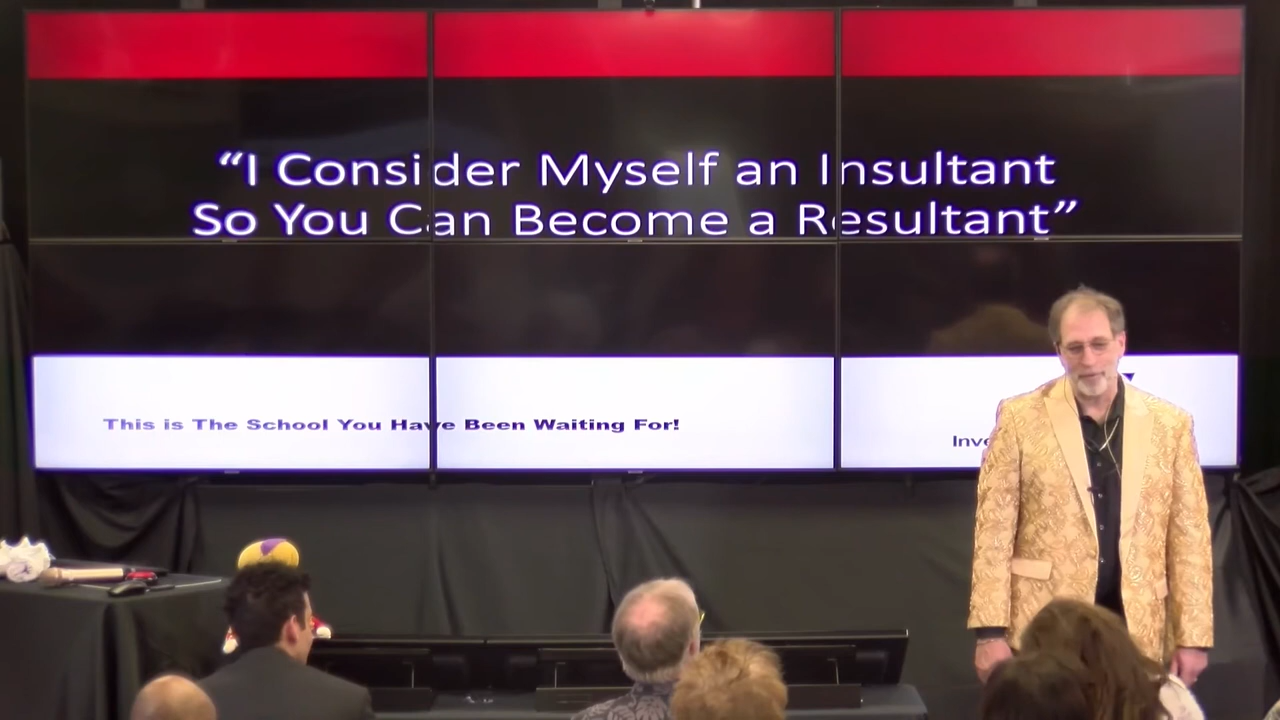 “I Consider Myself an Insultant
So You Can Become a Resultant”
This is The School You Have Been Waiting For!